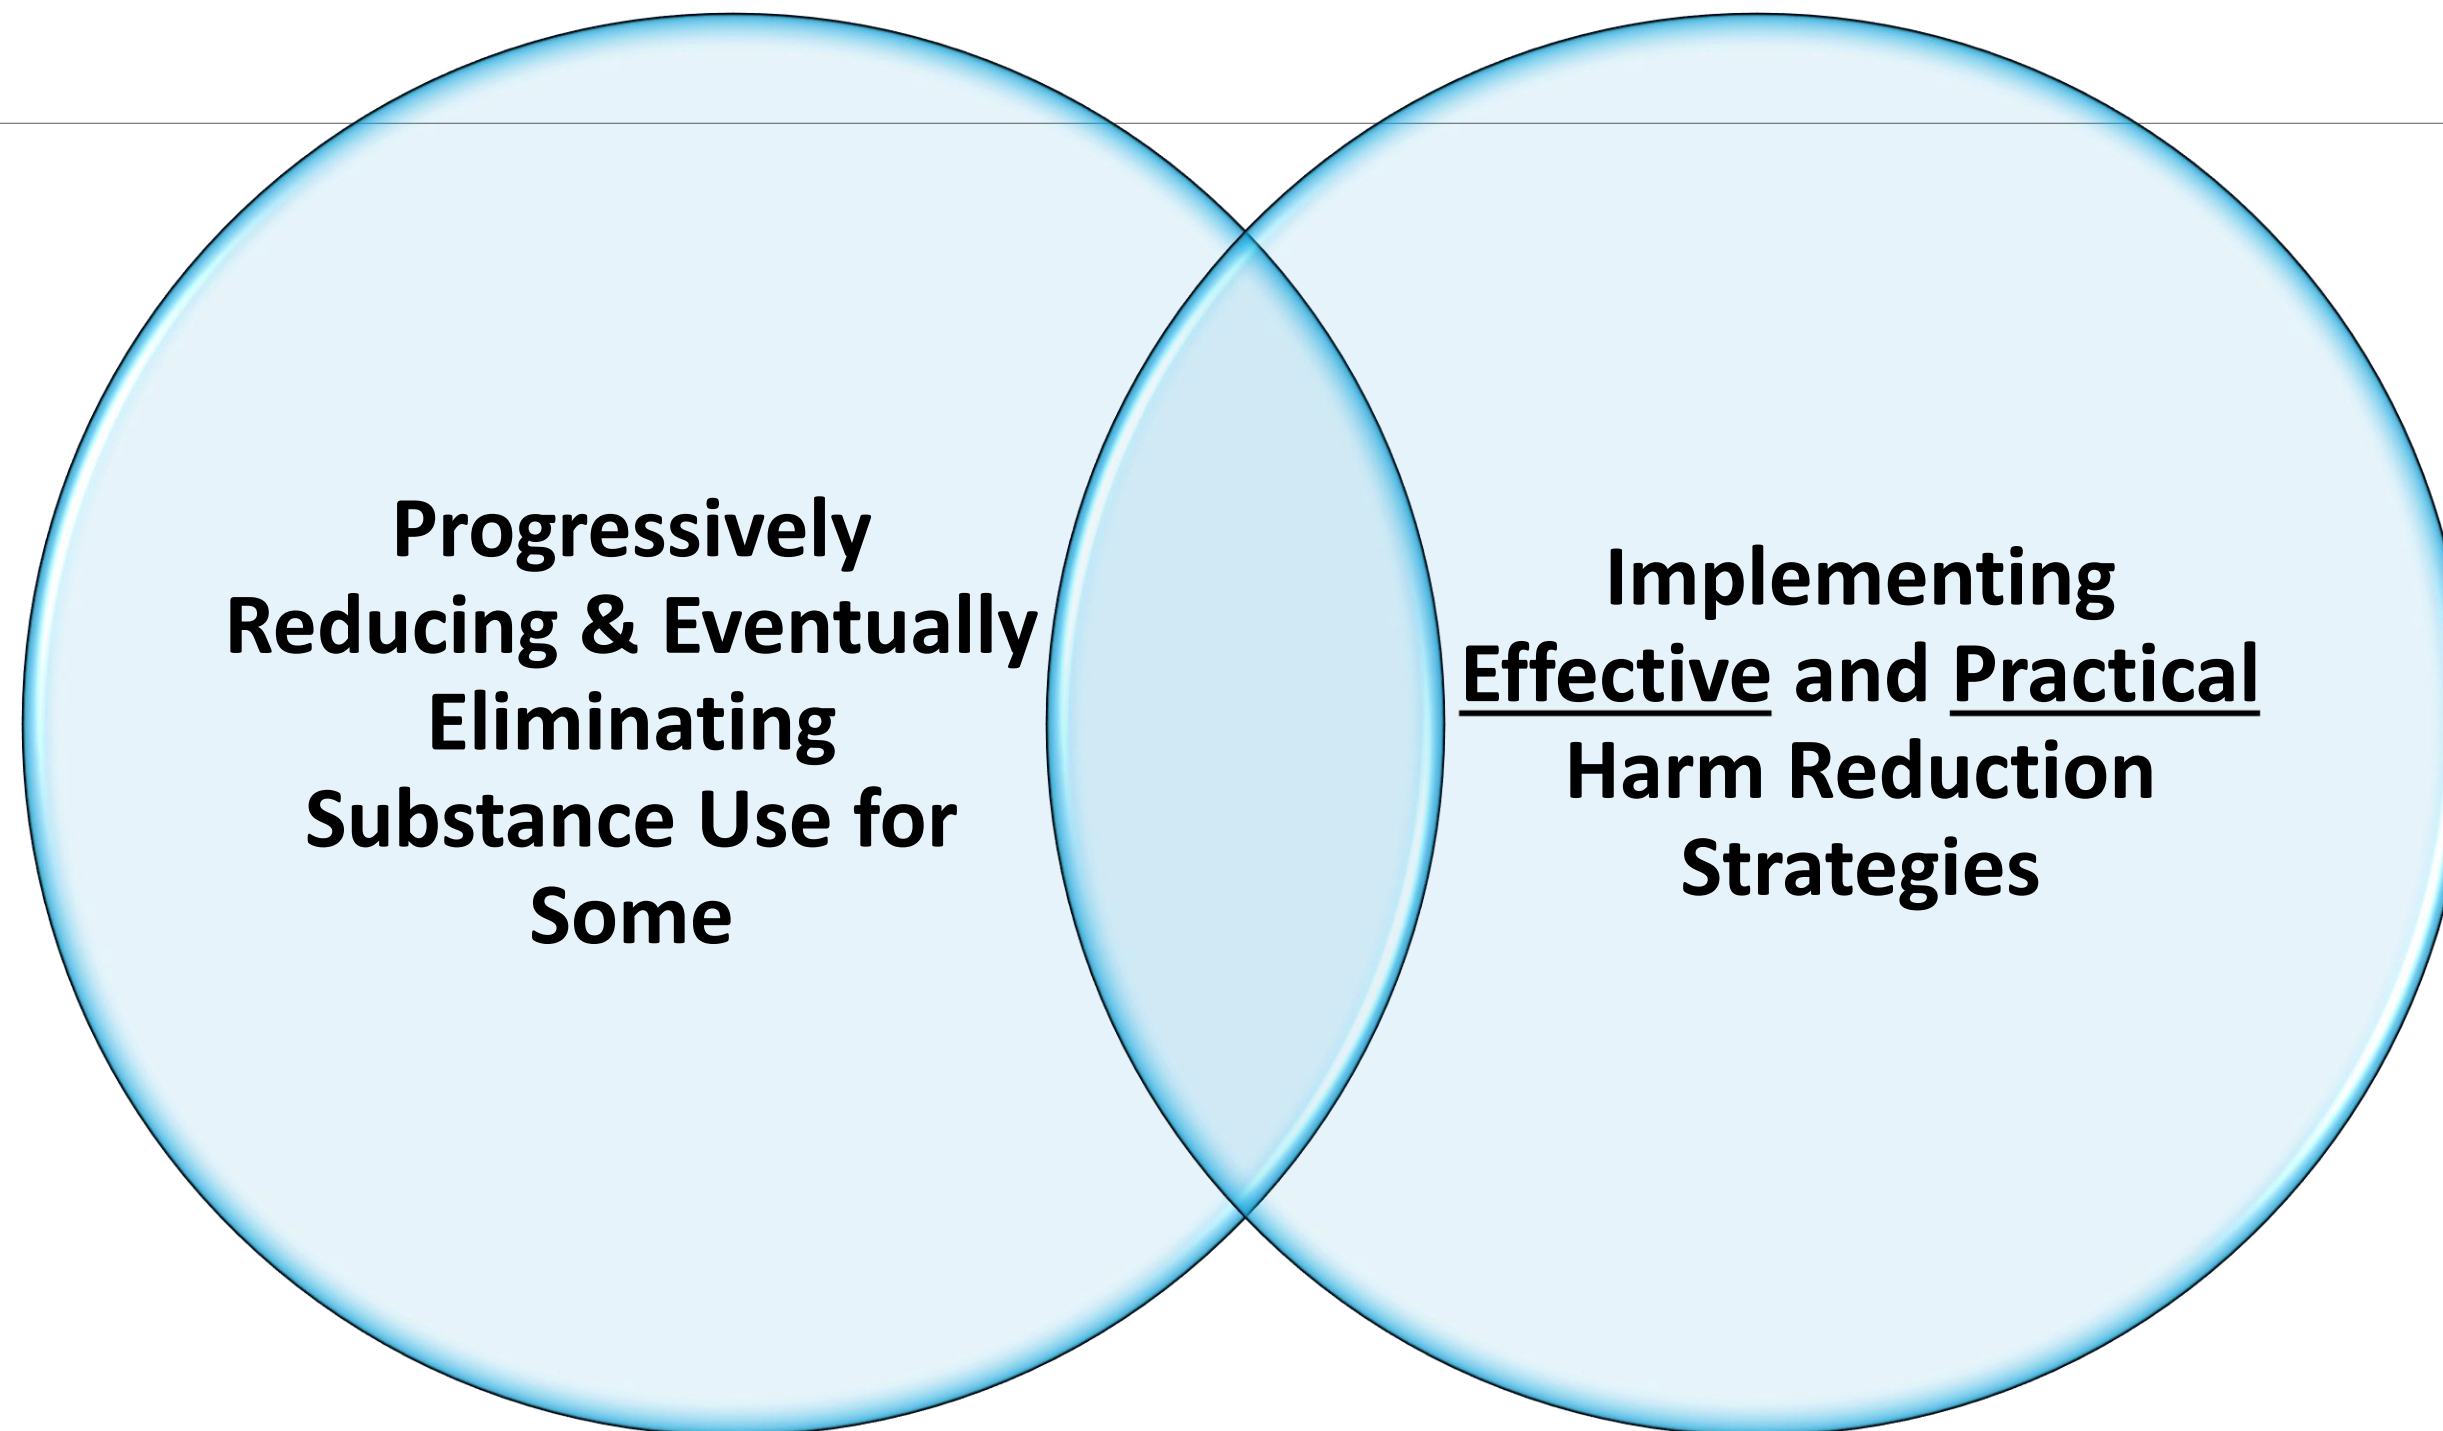 Progressively
Reducing & Eventually
Eliminating
Substance Use for
Some
Implementing
Effective and Practical
Harm Reduction
Strategies